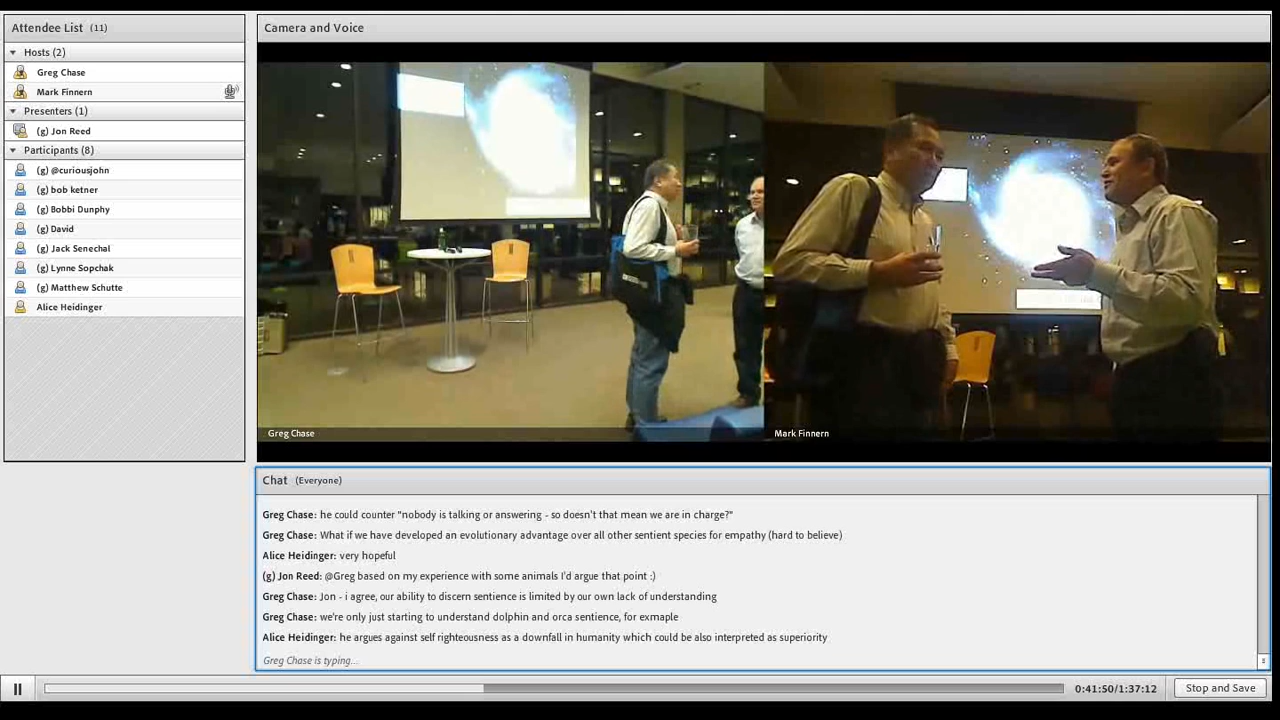 Attendee List (11)
Hosts (2)
Greg Chase
Mark Finnern
Presenters (1)
(g) Jon Reed
Participants (8)
(g) @curiousjohn
(g) bob ketner
(g) Bobbi Dunphy
(g) David
(g) Jack Senechal
(g) Lynne Sopchak
(g) Matthew Schutte
Alice Heidinger
Camera and Voice
Greg Chase
Mark Finnern
Chat (Everyone)
Greg Chase: he could counter "nobody is talking or answering - so doesn't that mean we are in charge?"
Greg Chase: What if we have developed an evolutionary advantage over all other sentient species for empathy (hard to believe)
Alice Heidinger: very hopeful
(g) Jon Reed: @Greg based on my experience with some animals I'd argue that point :)
Greg Chase: Jon - i agree, our ability to discern sentience is limited by our own lack of understanding
Greg Chase: we're only just starting to understand dolphin and orca sentience, for exmaple
Alice Heidinger: he argues against self righteousness as a downfall in humanity which could be also interpreted as superiority
Greg Chase is typing...
0:41:50/1:37:12
Stop and Save